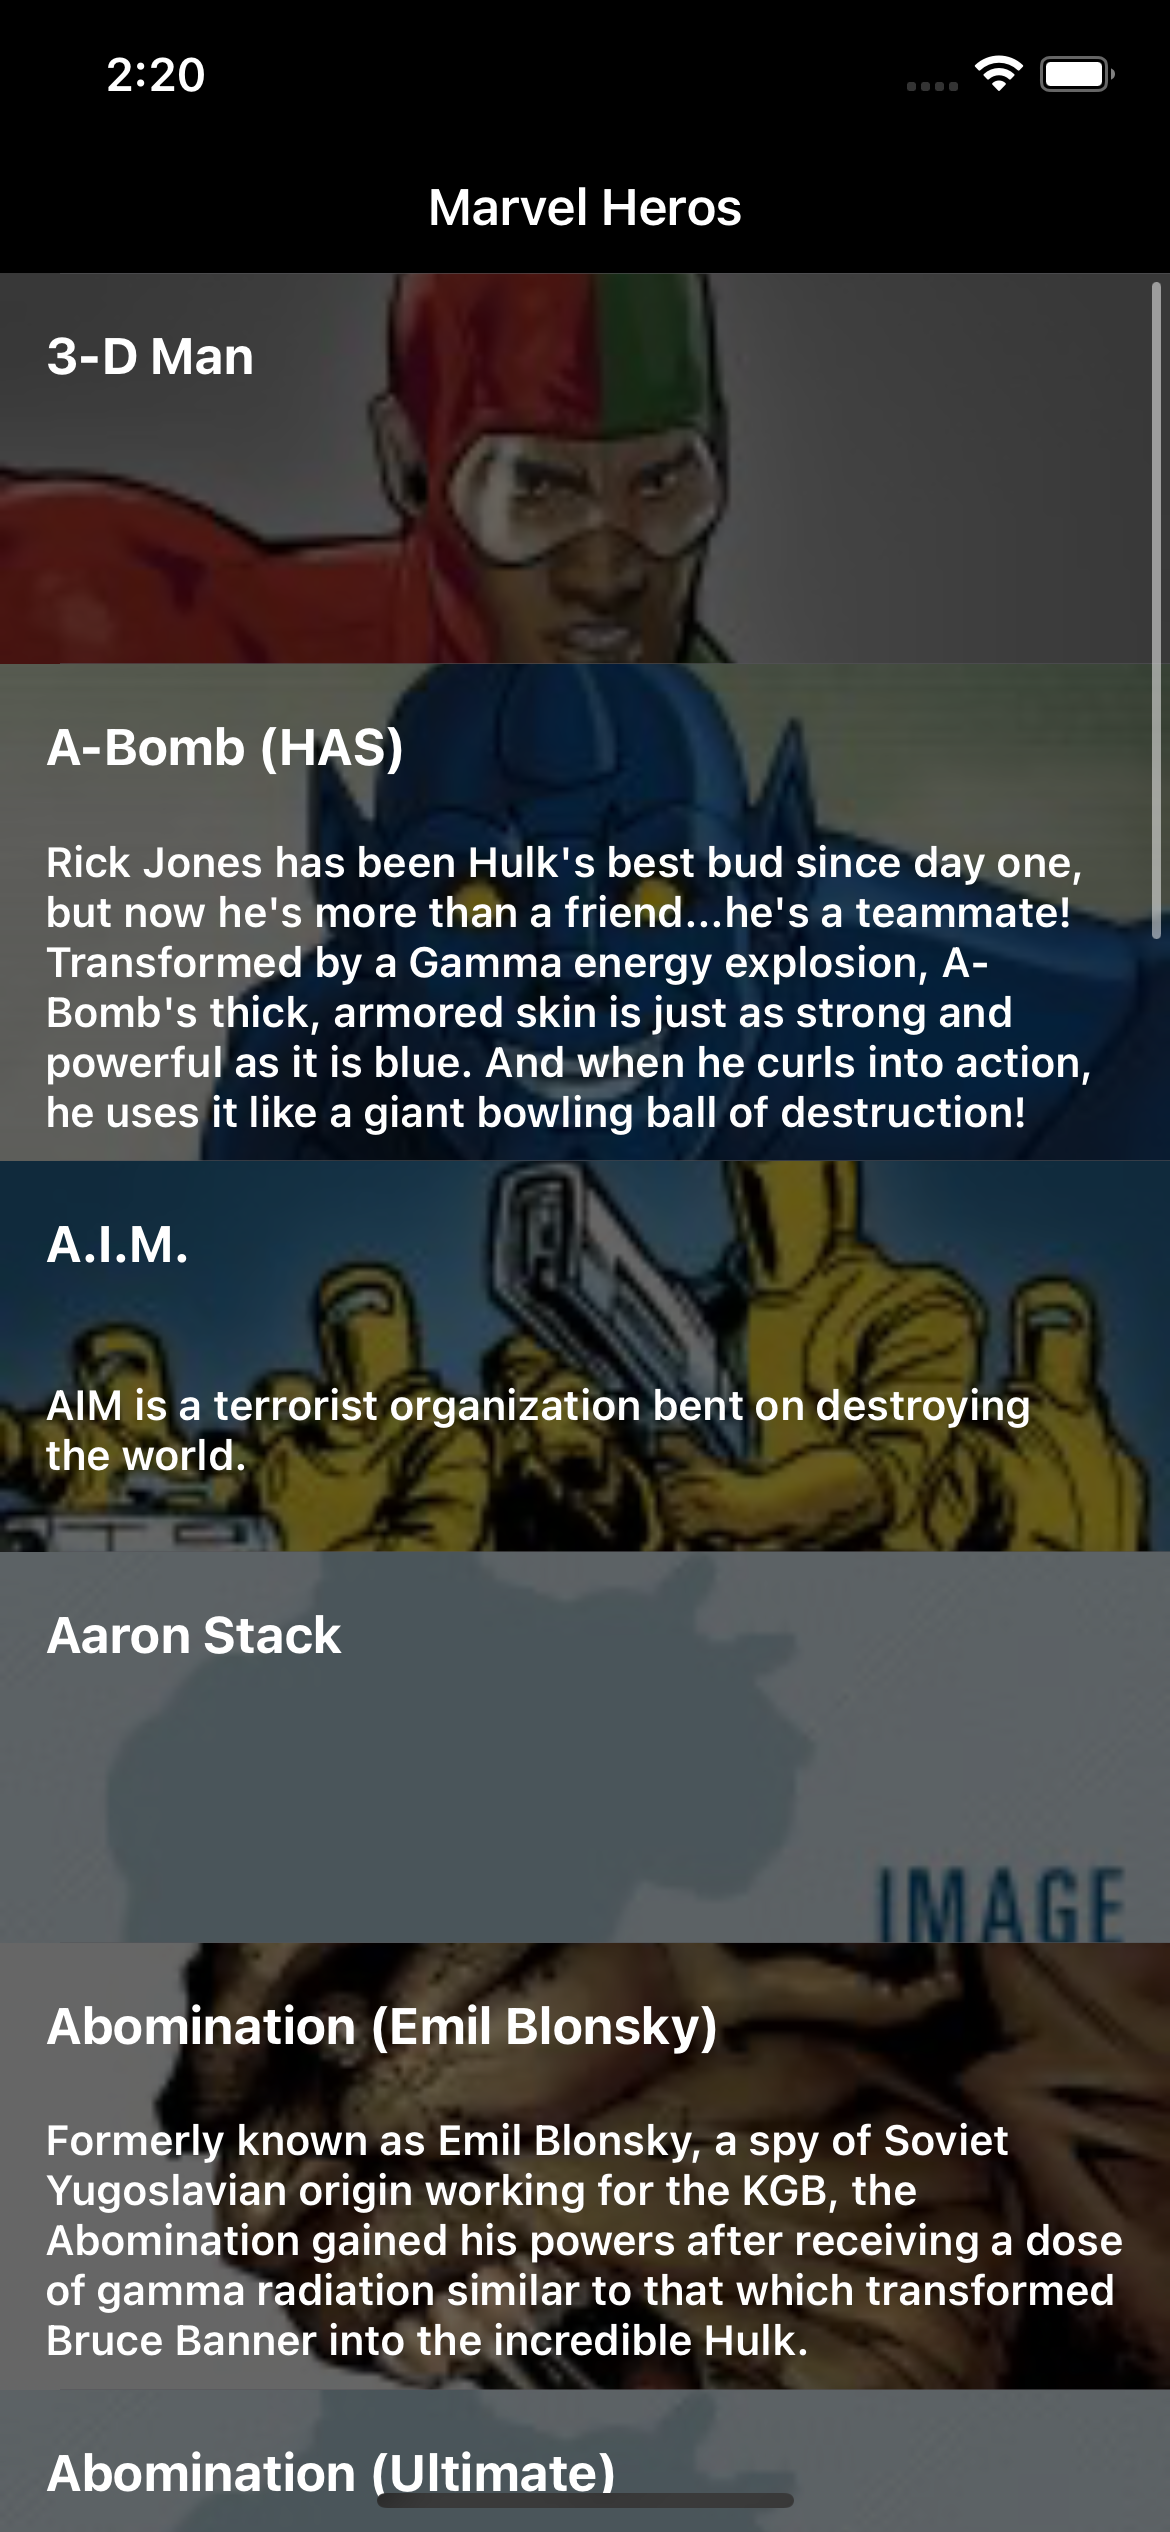 2:20
Marvel Heros
3-D Man
A-Bomb (HAS)
Rick Jones has been Hulk's best bud since day one,
but now he's more than a friend...he's a teammate!
Transformed by a Gamma energy explosion, A-
Bomb's thick, armored skin is just as strong and
powerful as it is blue. And when he curls into action,
he uses it like a giant bowling ball of destruction!
A.I.M.
AIM is a terrorist organization bent on destroying
the world.
Aaron Stack
IMAGE
Abomination (Emil Blonsky)
Formerly known as Emil Blonsky, a spy of Soviet
Yugoslavian origin working for the KGB, the
Abomination gained his powers after receiving a dose
of gamma radiation similar to that which transformed
Bruce Banner into the incredible Hulk.
Abomination (Ultimate)